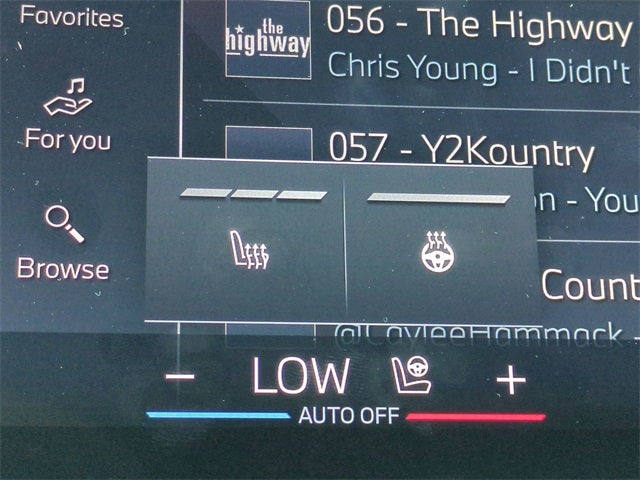 Favorites
the
highway
056 - The Highway
Chris Young - I Didn't
For you
057 - Y2Kountry
n - You
Browse
Count
@CayleeHammack -
− LOW +
AUTO OFF